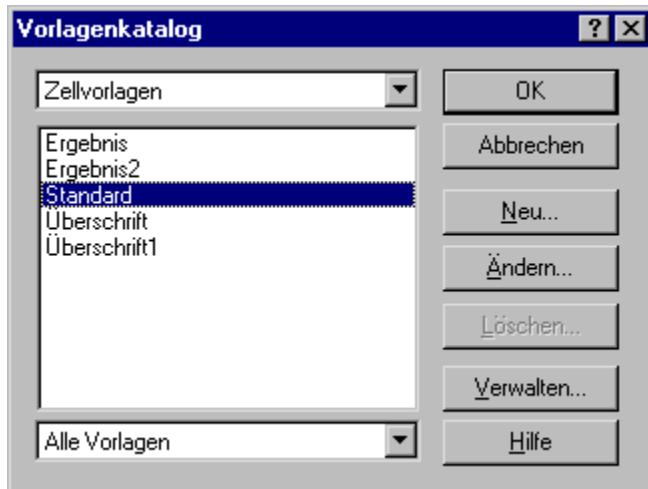 Vorlagenkatalog
Zellvorlagen
Ergebnis
Ergebnis2
Standard
Überschrift
Überschrift1
Alle Vorlagen
OK
Abbrechen
Neu...
Ändern...
Löschen...
Verwalten...
Hilfe